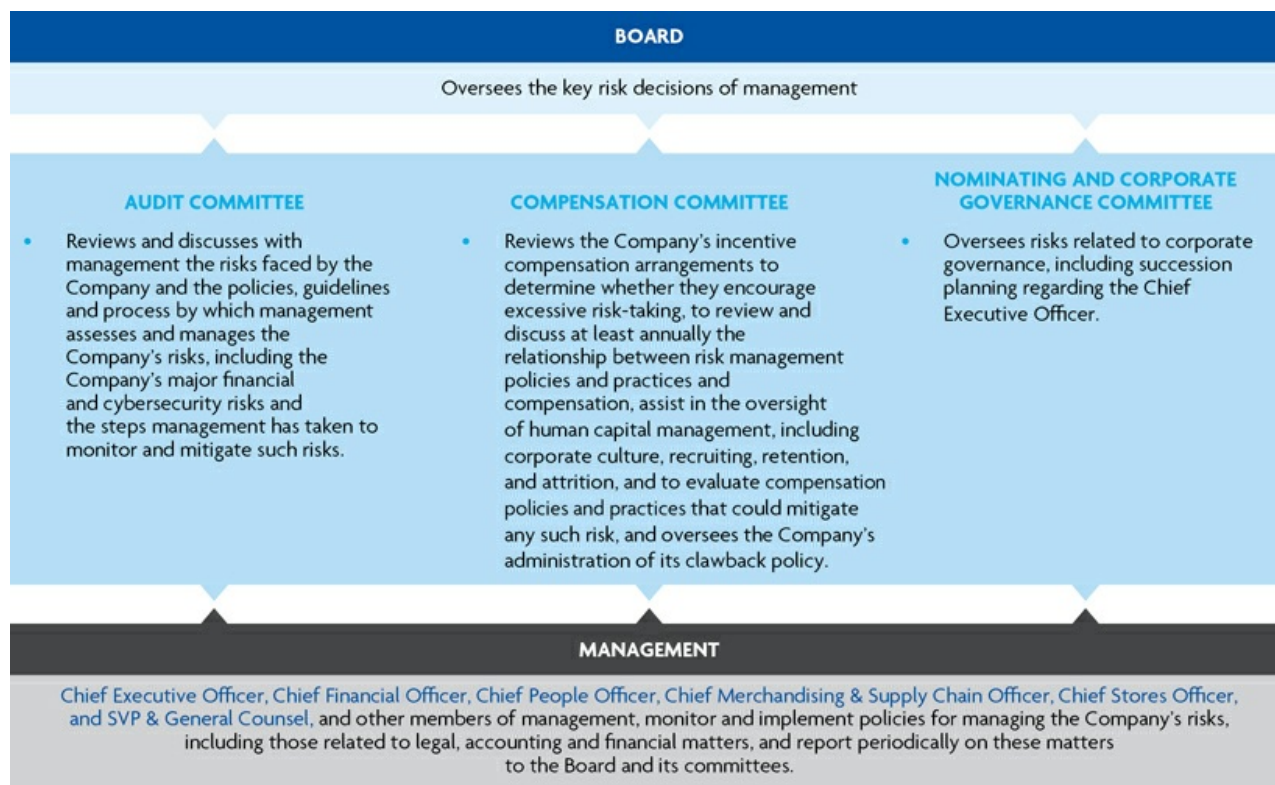 BOARD
Oversees the key risk decisions of management
AUDIT COMMITTEE
• Reviews and discusses with
management the risks faced by the
Company and the policies, guidelines
and process by which management
assesses and manages the
Company's risks, including the
Company's major financial
and cybersecurity risks and
the steps management has taken to
monitor and mitigate such risks.
COMPENSATION COMMITTEE
• Reviews the Company's incentive
compensation arrangements to
determine whether they encourage
excessive risk-taking, to review and
discuss at least annually the
relationship between risk management
policies and practices and
compensation, assist in the oversight
of human capital management, including
corporate culture, recruiting, retention,
and attrition, and to evaluate compensation
policies and practices that could mitigate
any such risk, and oversees the Company's
administration of its clawback policy.
NOMINATING AND CORPORATE
GOVERNANCE COMMITTEE
• Oversees risks related to corporate
governance, including succession
planning regarding the Chief
Executive Officer.
MANAGEMENT
Chief Executive Officer, Chief Financial Officer, Chief People Officer, Chief Merchandising & Supply Chain Officer, Chief Stores Officer,
and SVP & General Counsel, and other members of management, monitor and implement policies for managing the Company's risks,
including those related to legal, accounting and financial matters, and report periodically on these matters
to the Board and its committees.